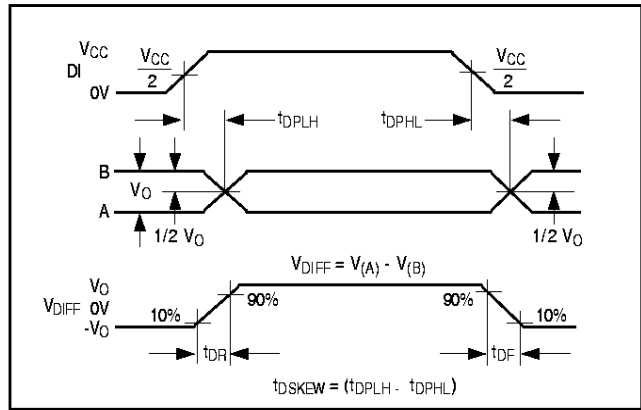 VCC
DI
0V
VCC
2
VCC
2
tDPLH
tDPHL
B
VO
A
1/2 VO
1/2 VO
VDIFF = V(A) - V(B)
VO
VDIFF 0V
-VO
10%
90%
90%
10%
tDR
tDF
tDSKEW = (tDPLH - tDPHL)